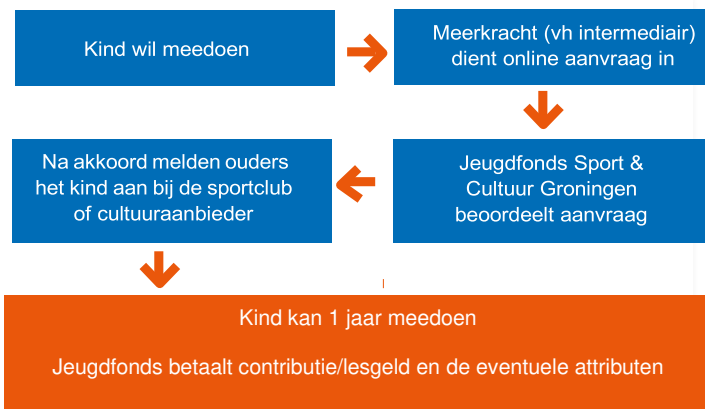 Kind wil meedoen
Meerkracht (vh intermediair)
dient online aanvraag in
Jeugdfonds Sport &
Cultuur Groningen
beoordeelt aanvraag
Na akkoord melden ouders
het kind aan bij de sportclub
of cultuuraanbieder
Kind kan 1 jaar meedoen
Jeugdfonds betaalt contributie/lesgeld en de eventuele attributen